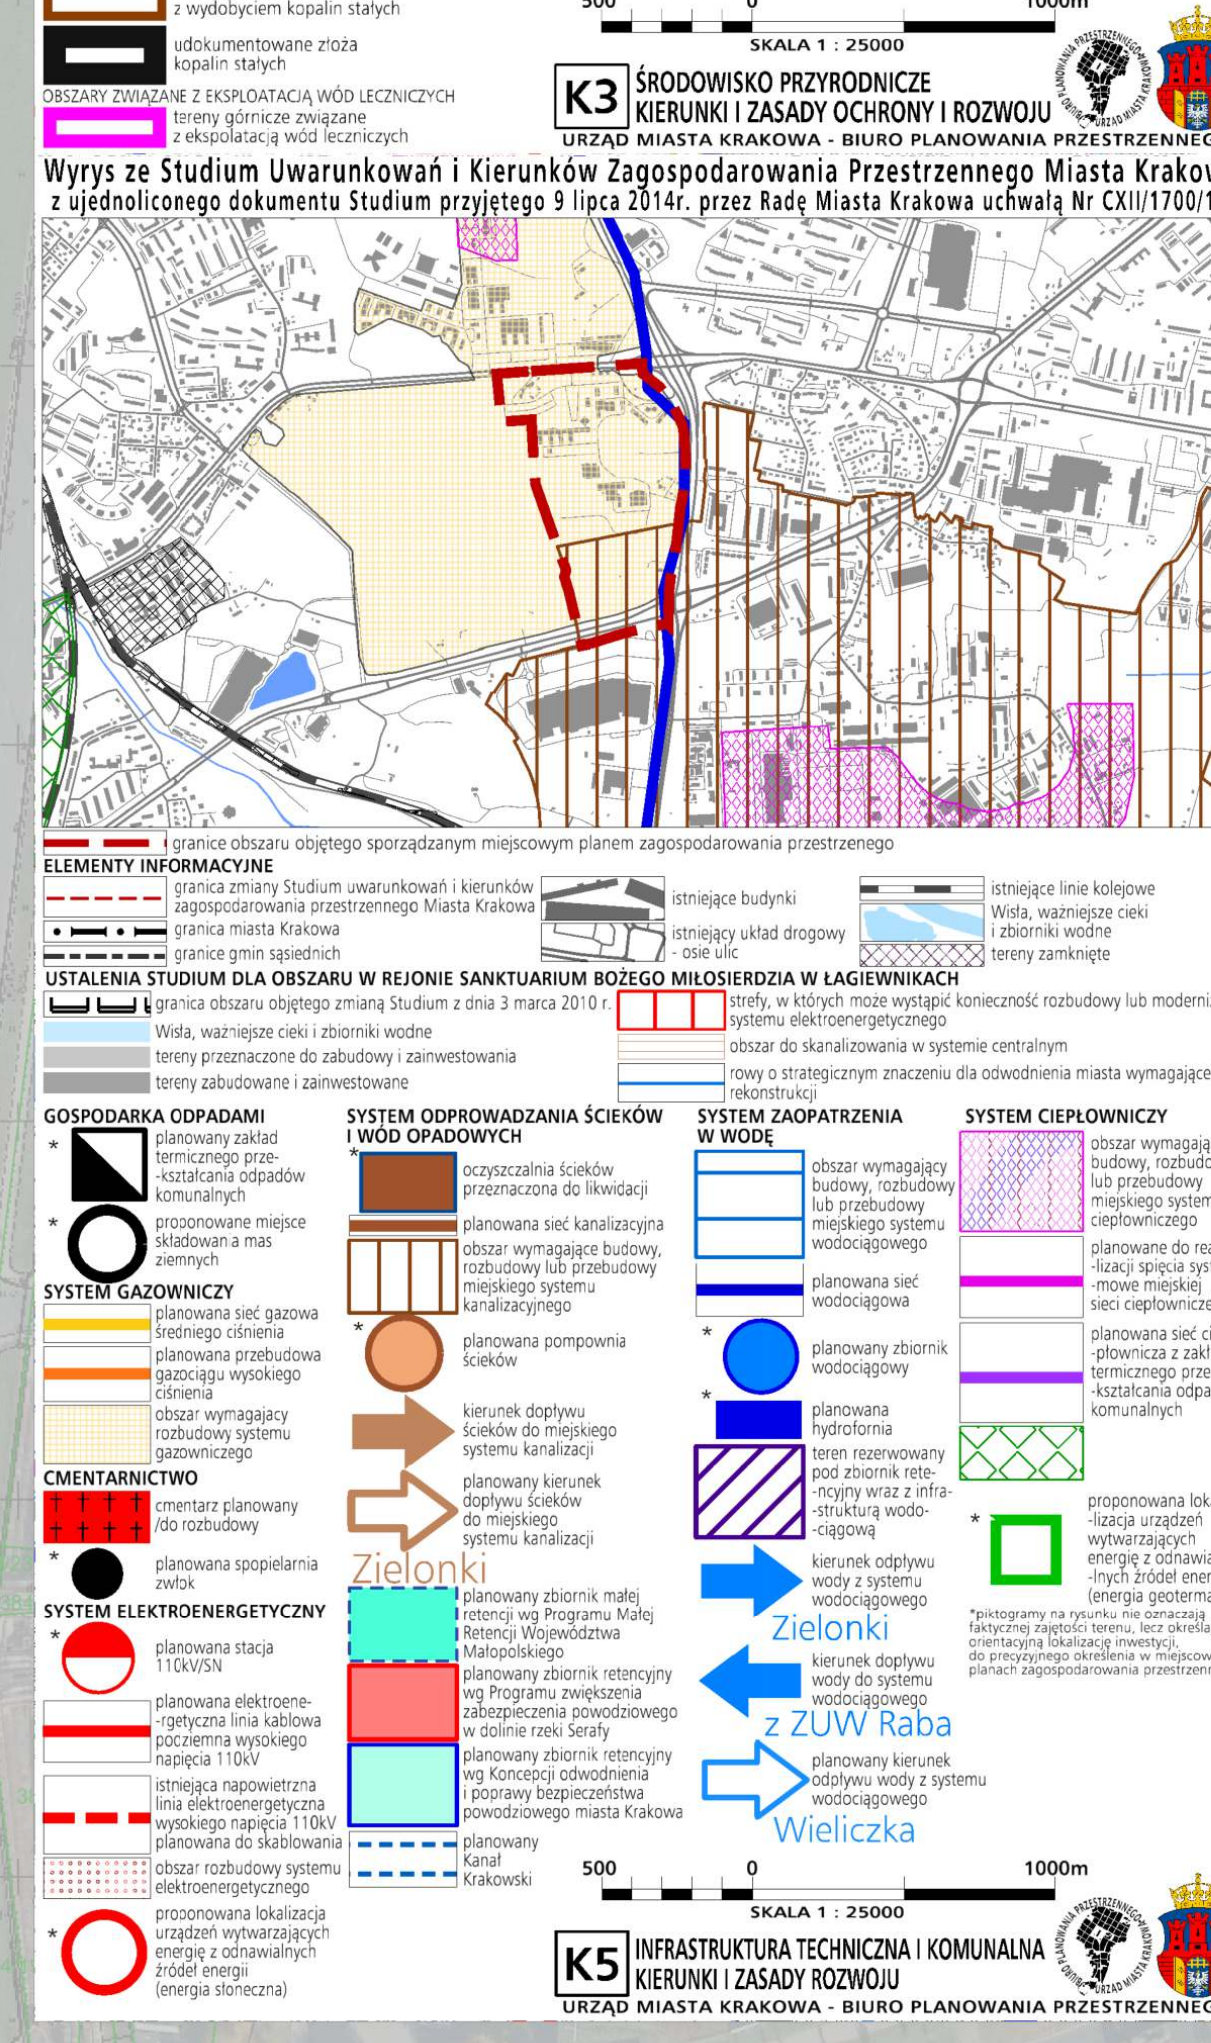 z wydobyciem kopalin stałych
udokumentowane złoża
kopalin stałych
OBSZARY ZWIĄZANE Z EKSPLOATACJĄ WÓD LECZNICZYCH
tereny górnicze związane
z ekspolatacją wód leczniczych
500 0 1000m
SKALA 1 : 25000
K3
ŚRODOWISKO PRZYRODNICZE
KIERUNKI I ZASADY OCHRONY I ROZWOJU
URZĄD MIASTA KRAKOWA - BIURO PLANOWANIA PRZESTRZENNEG
Wyrys ze Studium Uwarunkowań i Kierunków Zagospodarowania Przestrzennego Miasta Krakow
z ujednoliconego dokumentu Studium przyjętego 9 lipca 2014r. przez Radę Miasta Krakowa uchwałą Nr CXII/1700/1
granice obszaru objętego sporządzanym miejscowym planem zagospodarowania przestrzenego
ELEMENTY INFORMACYJNE
granica zmiany Studium uwarunkowań i kierunków
zagospodarowania przestrzennego Miasta Krakowa
granica miasta Krakowa
granice gmin sąsiednich
istniejące budynki
istniejący układ drogowy
- osie ulic
istniejące linie kolejowe
Wisła, ważniejsze cieki
i zbiorniki wodne
tereny zamknięte
USTALENIA STUDIUM DLA OBSZARU W REJONIE SANKTUARIUM BOŻEGO MIŁOSIERDZIA W ŁAGIEWNIKACH
granica obszaru objętego zmianą Studium z dnia 3 marca 2010 r.
Wisła, ważniejsze cieki i zbiorniki wodne
tereny przeznaczone do zabudowy i zainwestowania
tereny zabudowane i zainwestowane
strefy, w których może wystąpić konieczność rozbudowy lub moderni
systemu elektroenergetycznego
obszar do skanalizowania w systemie centralnym
rowy o strategicznym znaczeniu dla odwodnienia miasta wymagające
rekonstrukcji
GOSPODARKA ODPADAMI
* planowany zakład
termicznego prze-
-kształcania odpadów
komunalnych
* proponowane miejsce
składowania mas
ziemnych
SYSTEM GAZOWNICZY
planowana sieć gazowa
średniego ciśnienia
planowana przebudowa
gazociągu wysokiego
ciśnienia
obszar wymagajacy
rozbudowy systemu
gazowniczego
CMENTARNICTWO
cmentarz planowany
/do rozbudowy
* planowana spopielarnia
zwłok
SYSTEM ELEKTROENERGETYCZNY
* planowana stacja
110kV/SN
planowana elektroene-
-rgetyczna linia kablowa
podziemna wysokiego
napięcia 110kV
istniejąca napowietrzna
linia elektroenergetyczna
wysokiego napięcia 110kV
planowana do skablowania
obszar rozbudowy systemu
elektroenergetycznego
* proponowana lokalizacja
urządzeń wytwarzających
energię z odnawialnych
źródeł energii
(energia słoneczna)
SYSTEM ODPROWADZANIA ŚCIEKÓW
I WÓD OPADOWYCH
* oczyszczalnia ścieków
przeznaczona do likwidacji
planowana sieć kanalizacyjna
obszar wymagające budowy,
rozbudowy lub przebudowy
miejskiego systemu
kanalizacyjnego
* planowana pompownia
ścieków
kierunek dopływu
ścieków do miejskiego
systemu kanalizacji
planowany kierunek
dopływu ścieków
do miejskiego
systemu kanalizacji
Zielonki
planowany zbiornik małej
retencji wg Programu Małej
Retencji Województwa
Małopolskiego
planowany zbiornik retencyjny
wg Programu zwiększenia
zabezpieczenia powodziowego
w dolinie rzeki Serafy
planowany zbiornik retencyjny
wg Koncepcji odwodnienia
i poprawy bezpieczeństwa
powodziowego miasta Krakowa
planowany
Kanał
Krakowski
SYSTEM ZAOPATRZENIA
W WODĘ
obszar wymagający
budowy, rozbudowy
lub przebudowy
miejskiego systemu
wodociągowego
planowana sieć
wodociągowa
* planowany zbiornik
wodociągowy
* planowana
hydrofornia
teren rezerwowany
pod zbiornik rete-
-ncyjny wraz z infra-
-strukturą wodo-
-ciągową
kierunek odpływu
wody z systemu
wodociągowego
Zielonki
kierunek dopływu
wody do systemu
wodociągowego
z ZUW Raba
planowany kierunek
odpływu wody z systemu
wodociągowego
Wieliczka
SYSTEM CIEPŁOWNICZY
obszar wymagają
budowy, rozbudo
lub przebudowy
miejskiego system
ciepłowniczego
planowane do rea
-lizacji spięcia syst
-mowe miejskiej
sieci ciepłownicze
planowana sieć ci
-płownicza z zakł
termicznego prze
-kształcania odpa
komunalnych
* proponowana lok
-lizacja urządzeń
wytwarzających
energię z odnawia
-lnych źródeł ener
(energia geoterma
*piktogramy na rysunku nie oznaczają
faktycznej zajętości terenu, lecz określa
orientacyjną lokalizację inwestycji,
do precyzyjnego określenia w miejscow
planach zagospodarowania przestrzenn
500 0 1000m
SKALA 1 : 25000
K5
INFRASTRUKTURA TECHNICZNA I KOMUNALNA
KIERUNKI I ZASADY ROZWOJU
URZĄD MIASTA KRAKOWA - BIURO PLANOWANIA PRZESTRZENNEG